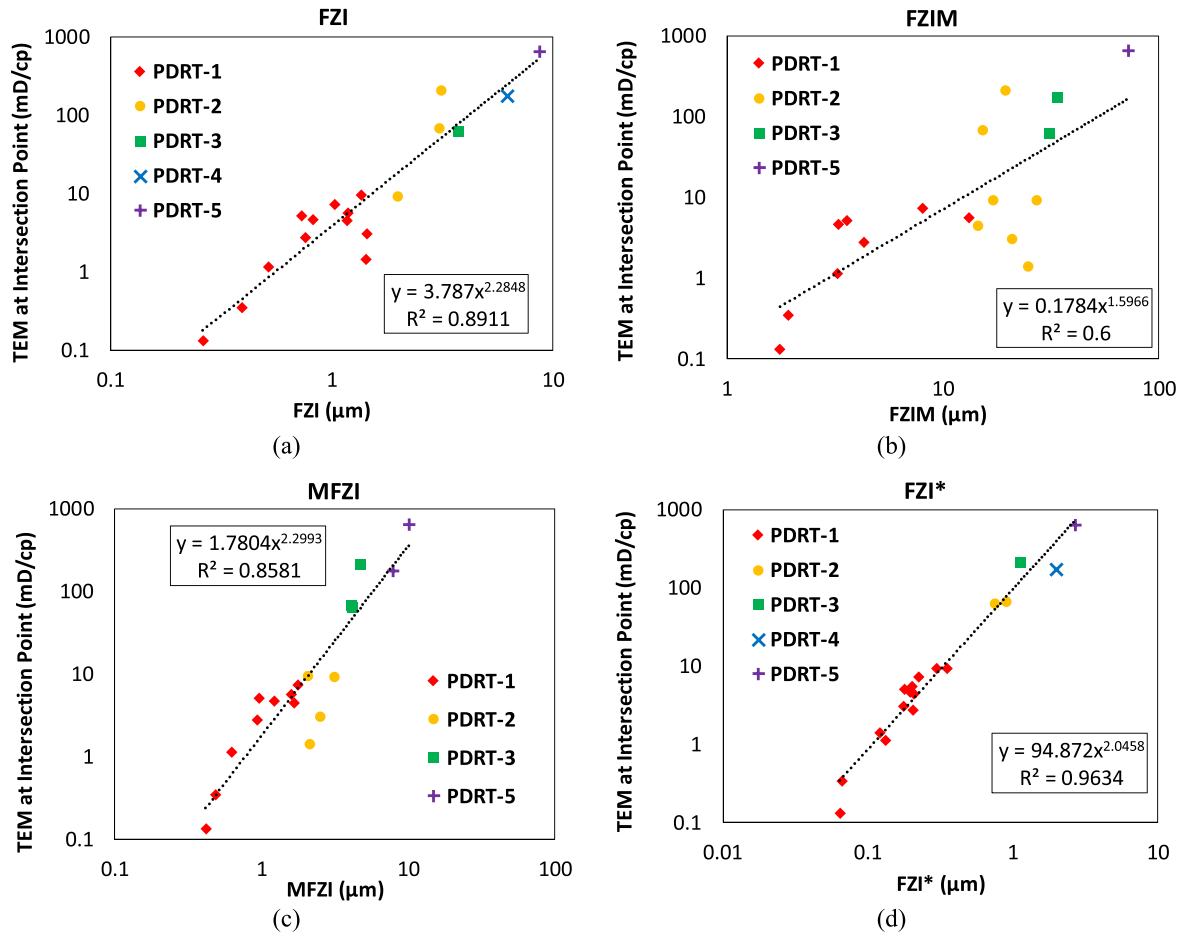 FZI
TEM at Intersection Point (mD/cp)
1000
100
10
1
0.1
PDRT-1
PDRT-2
PDRT-3
PDRT-4
PDRT-5
y = 3.787x^2.2848
R² = 0.8911
0.1 1 10
FZI (μm)
(a)
FZIM
TEM at Intersection Point (mD/cp)
1000
100
10
1
0.1
PDRT-1
PDRT-2
PDRT-3
PDRT-5
y = 0.1784x^1.5966
R² = 0.6
1 10 100
FZIM (μm)
(b)
MFZI
TEM at Intersection Point (mD/cp)
1000
100
10
1
0.1
y = 1.7804x^2.2993
R² = 0.8581
PDRT-1
PDRT-2
PDRT-3
PDRT-5
0.1 1 10 100
MFZI (μm)
(c)
FZI*
TEM at Intersection Point (mD/cp)
1000
100
10
1
0.1
PDRT-1
PDRT-2
PDRT-3
PDRT-4
PDRT-5
y = 94.872x^2.0458
R² = 0.9634
0.01 0.1 1 10
FZI* (μm)
(d)